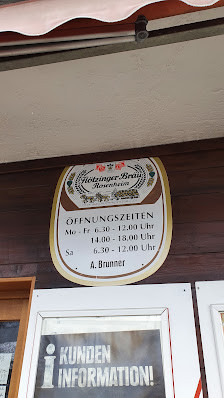 Flötzinger Bräu
Rosenheim
ÖFFNUNGSZEITEN
Mo - Fr 6.30 - 12.00 Uhr
14.00 - 18.00 Uhr
Sa 6.30 - 12.00 Uhr
A. Brunner
i KUNDEN
INFORMATION!